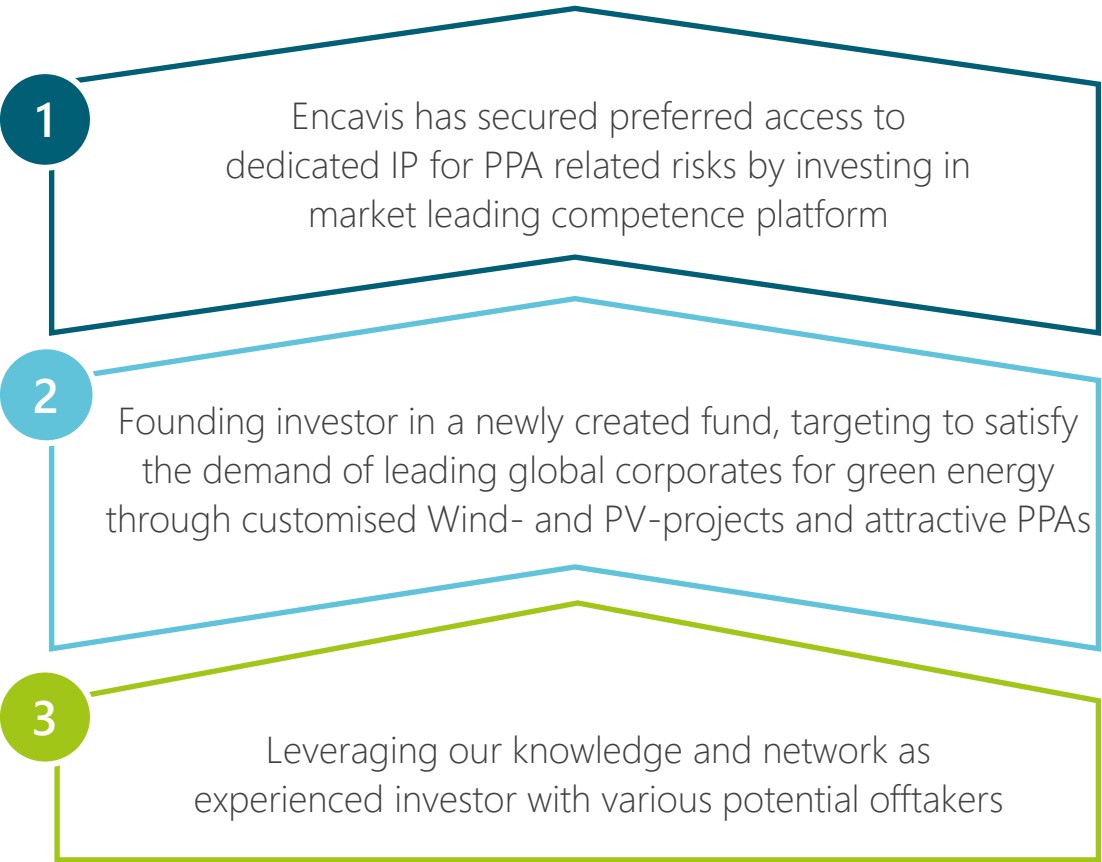 1
Encavis has secured preferred access to
dedicated IP for PPA related risks by investing in
market leading competence platform
2
Founding investor in a newly created fund, targeting to satisfy
the demand of leading global corporates for green energy
through customised Wind- and PV-projects and attractive PPAs
3
Leveraging our knowledge and network as
experienced investor with various potential offtakers